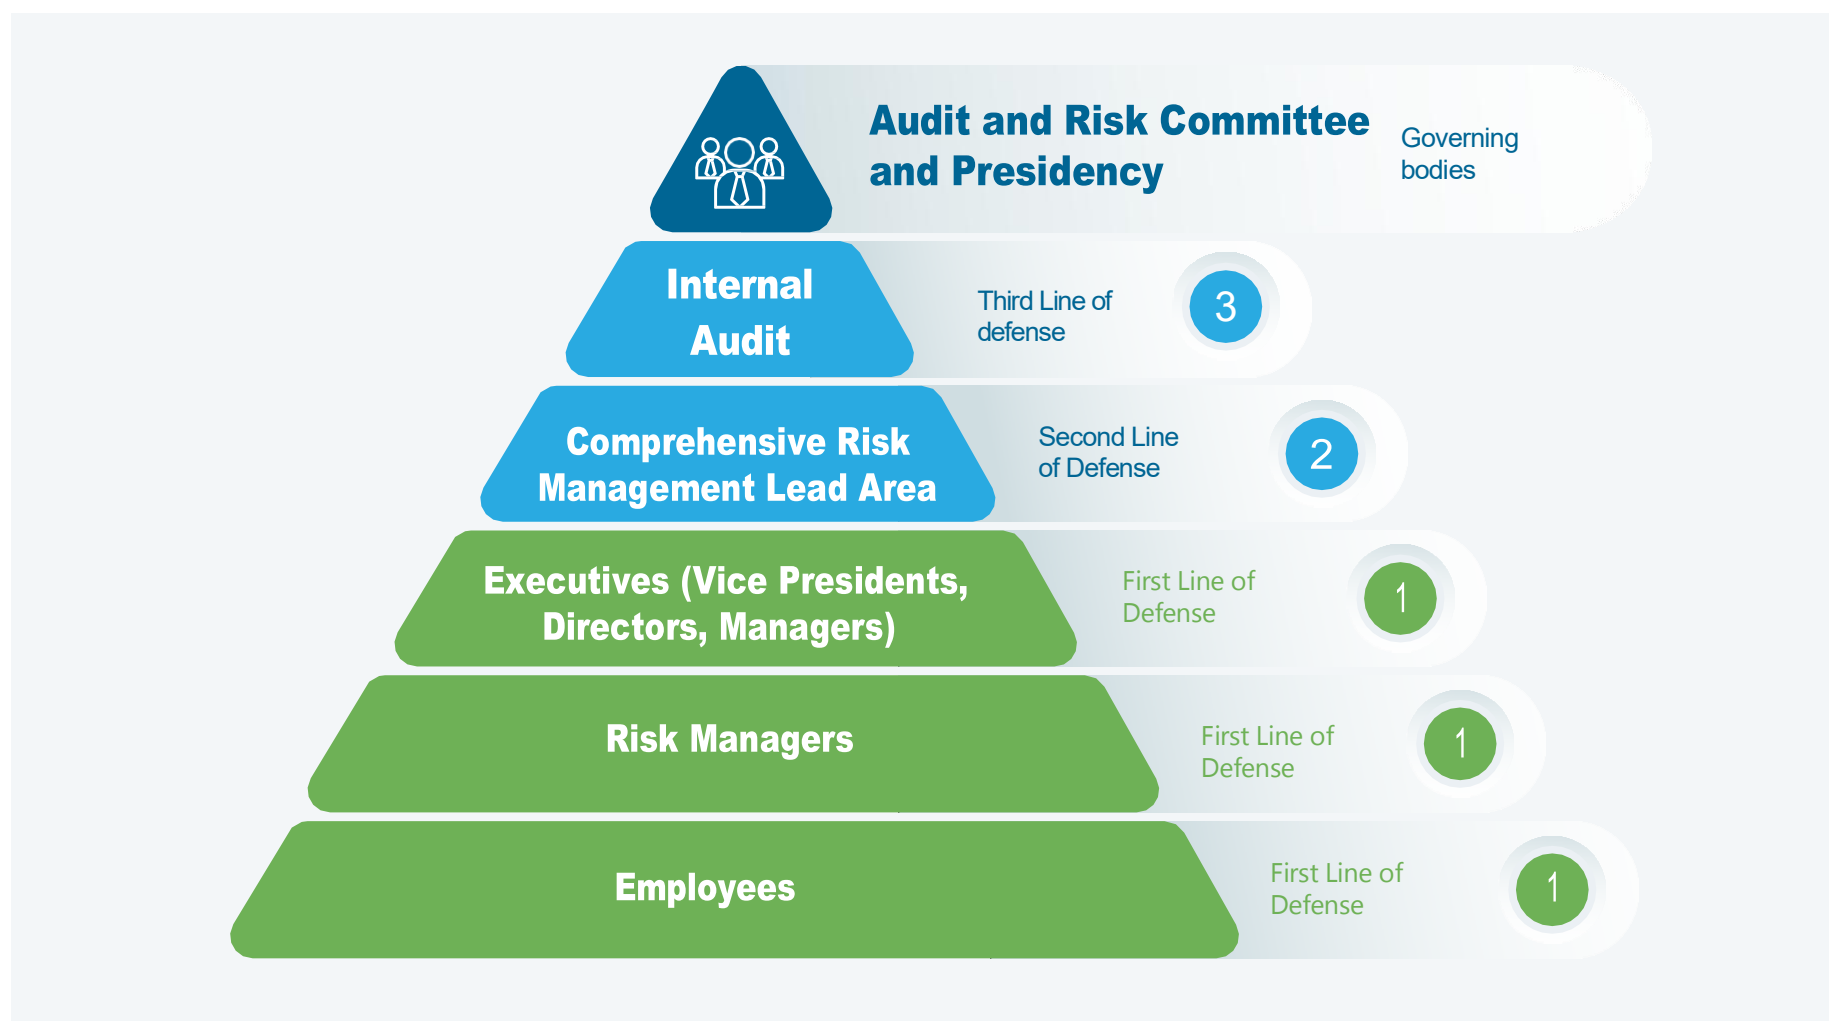 Audit and Risk Committee
and Presidency
Governing
bodies
Internal
Audit
Third Line of
defense
3
Comprehensive Risk
Management Lead Area
Second Line
of Defense
2
Executives (Vice Presidents,
Directors, Managers)
First Line of
Defense
1
Risk Managers
First Line of
Defense
1
Employees
First Line of
Defense
1